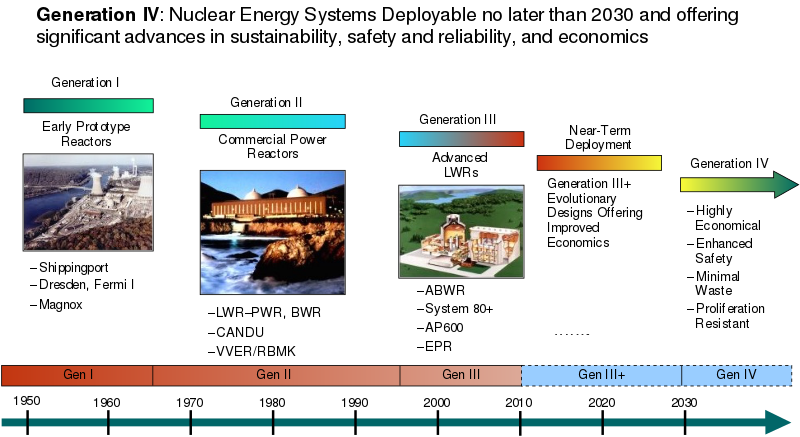 Generation IV: Nuclear Energy Systems Deployable no later than 2030 and offering
significant advances in sustainability, safety and reliability, and economics
Generation I
Early Prototype
Reactors
–Shippingport
–Dresden, Fermi I
–Magnox
Generation II
Commercial Power
Reactors
–LWR–PWR, BWR
–CANDU
–VVER/RBMK
Generation III
Advanced
LWRs
–ABWR
–System 80+
–AP600
–EPR
Near-Term
Deployment
Generation III+
Evolutionary
Designs Offering
Improved
Economics
.......
Generation IV
–Highly
Economical
–Enhanced
Safety
–Minimal
Waste
–Proliferation
Resistant
Gen I Gen II Gen III Gen III+ Gen IV
1950 1960 1970 1980 1990 2000 2010 2020 2030